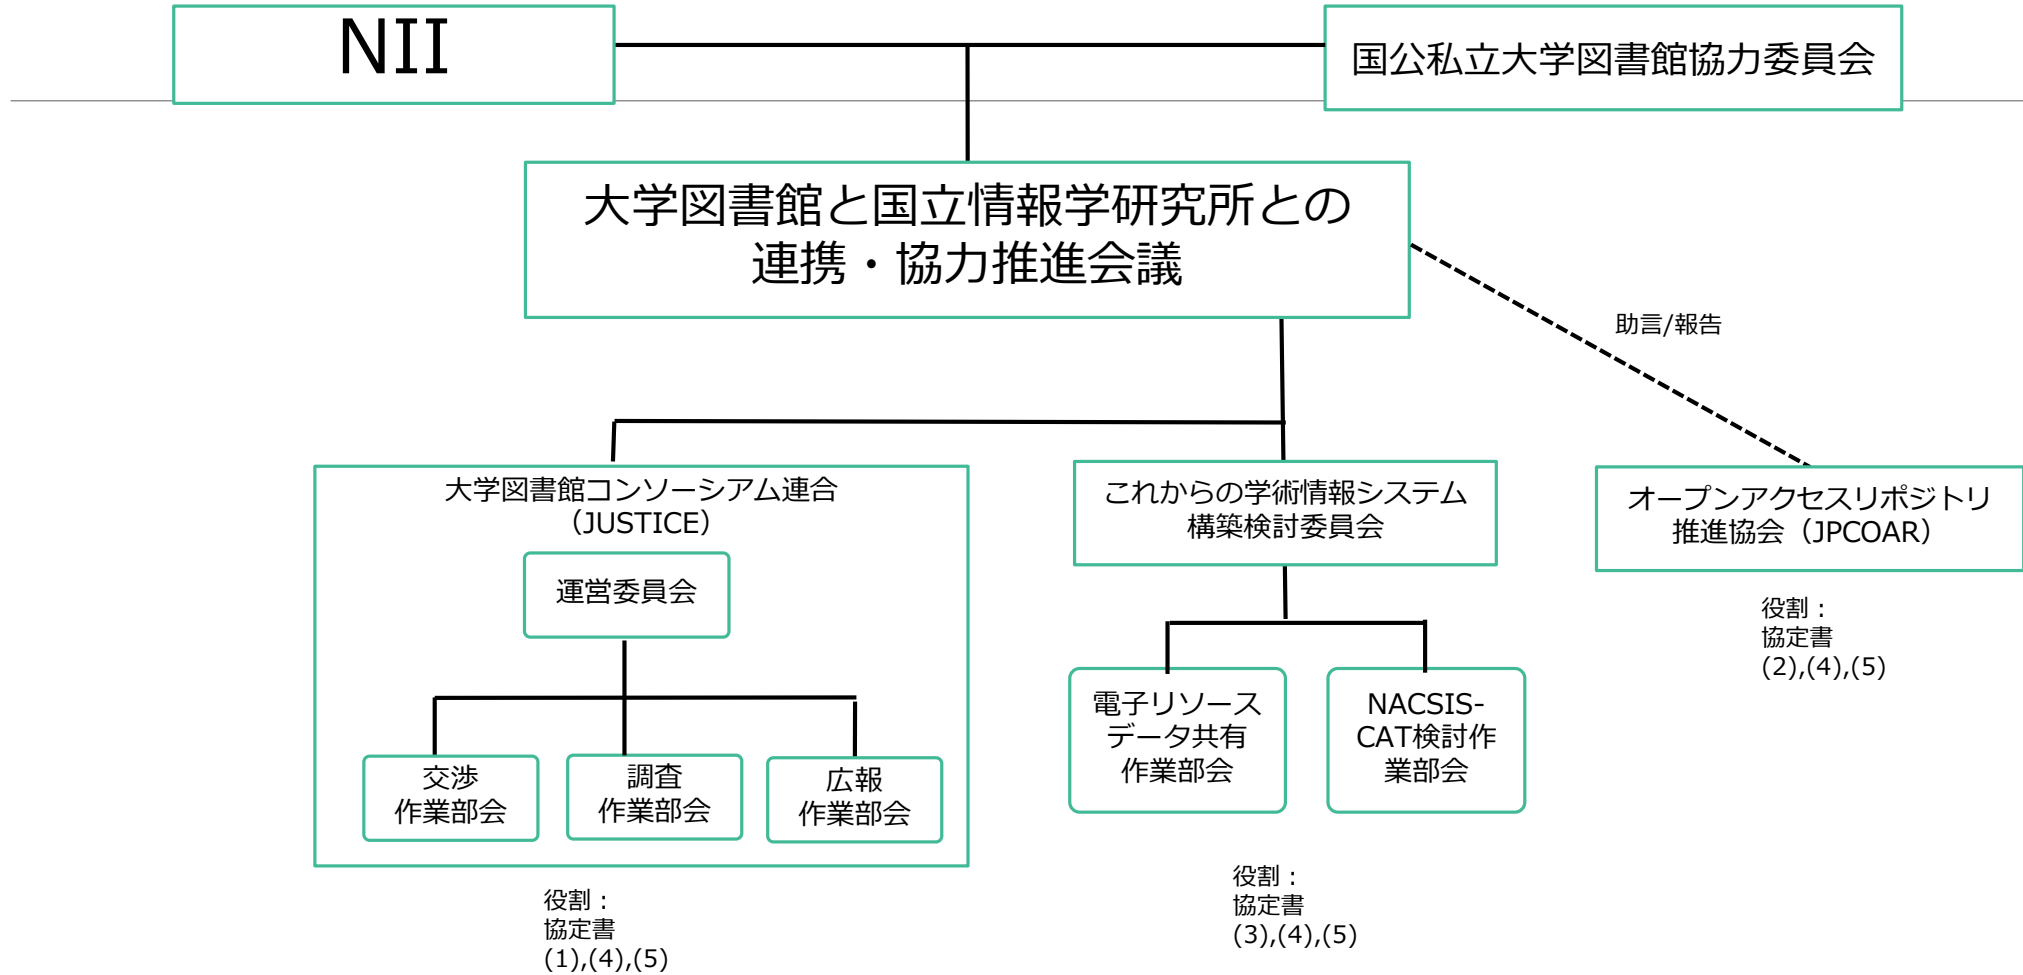 NII
国公私立大学図書館協力委員会
大学図書館と国立情報学研究所との
連携・協力推進会議
助言/報告
大学図書館コンソーシアム連合
（JUSTICE）
運営委員会
交渉
作業部会
調査
作業部会
広報
作業部会
役割：
協定書
(1),(4),(5)
これからの学術情報システム
構築検討委員会
電子リソース
データ共有
作業部会
NACSIS-
CAT検討作
業部会
役割：
協定書
(3),(4),(5)
オープンアクセスリポジトリ
推進協会（JPCOAR）
役割：
協定書
(2),(4),(5)